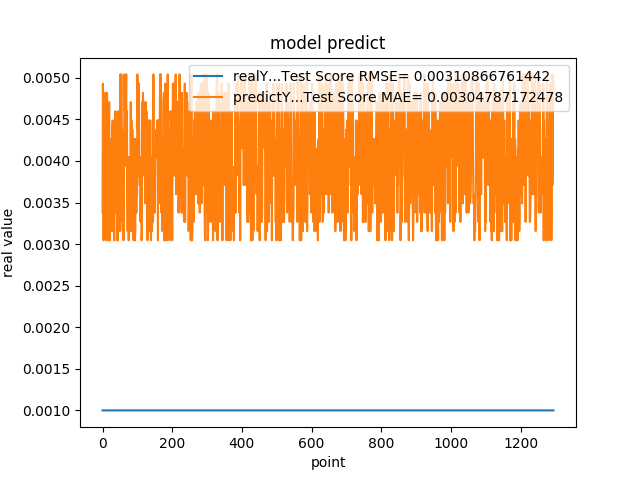 model predict
realY...Test Score RMSE= 0.00310866761442
predictY...Test Score MAE= 0.00304787172478
0.0050
0.0045
0.0040
0.0035
0.0030
0.0025
0.0020
0.0015
0.0010
real value
0 200 400 600 800 1000 1200
point